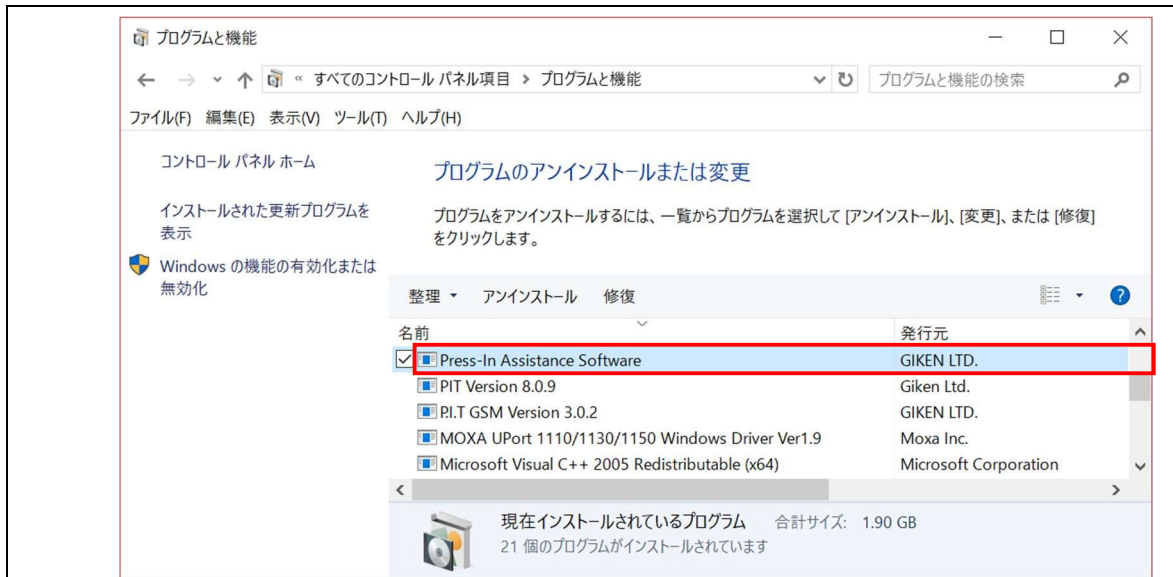 プログラムと機能
« すべてのコントロール パネル項目 > プログラムと機能
プログラムと機能の検索
ファイル(F) 編集(E) 表示(V) ツール(T) ヘルプ(H)
コントロール パネル ホーム
インストールされた更新プログラムを
表示
Windows の機能の有効化または
無効化
プログラムのアンインストールまたは変更
プログラムをアンインストールするには、一覧からプログラムを選択して [アンインストール]、[変更]、または [修復]
をクリックします。
整理 アンインストール 修復
名前 発行元
Press-In Assistance Software GIKEN LTD.
PIT Version 8.0.9 Giken Ltd.
P.I.T GSM Version 3.0.2 GIKEN LTD.
MOXA UPort 1110/1130/1150 Windows Driver Ver1.9 Moxa Inc.
Microsoft Visual C++ 2005 Redistributable (x64) Microsoft Corporation
現在インストールされているプログラム 合計サイズ: 1.90 GB
21 個のプログラムがインストールされています